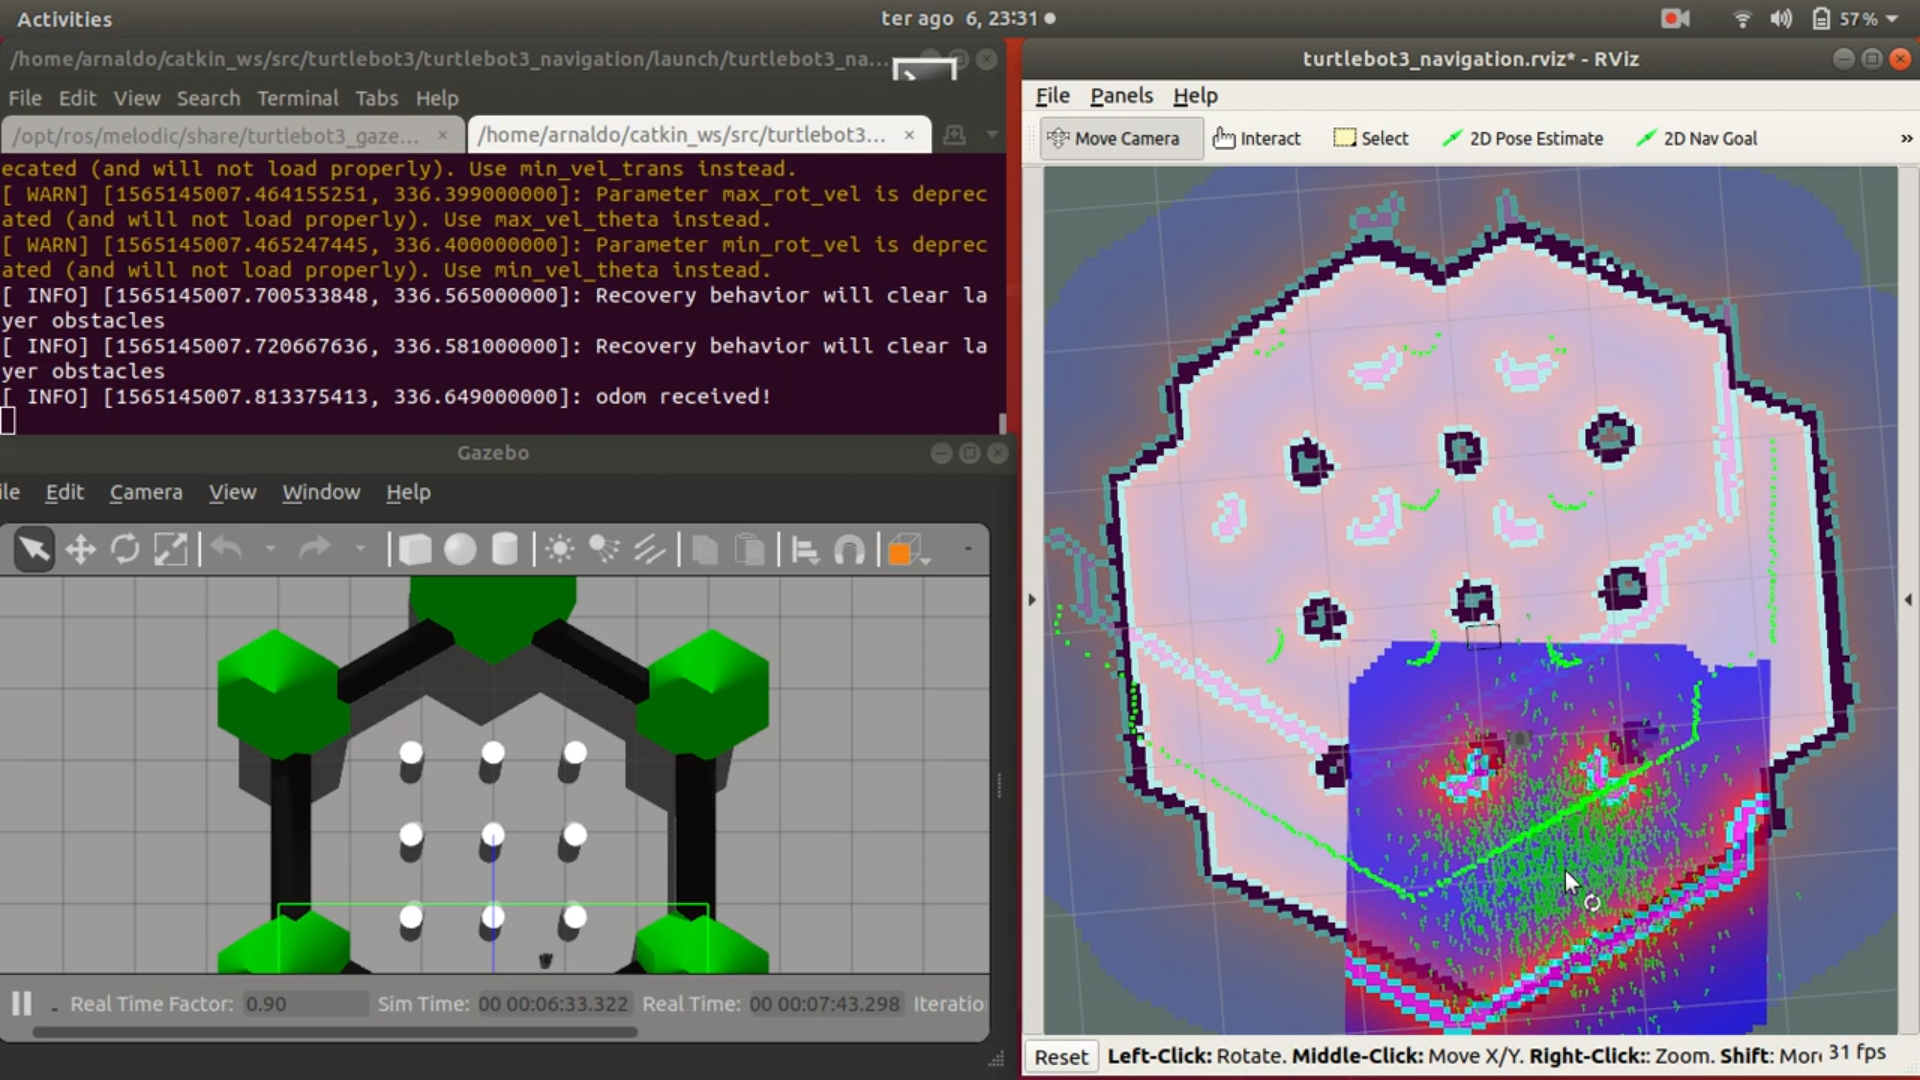 Activities
ter ago 6, 23:31
57%
/home/arnaldo/catkin_ws/src/turtlebot3/turtlebot3_navigation/launch/turtlebot3_na...
File Edit View Search Terminal Tabs Help
/opt/ros/melodic/share/turtlebot3_gaze...
/home/arnaldo/catkin_ws/src/turtlebot3...
ecated (and will not load properly). Use min_vel_trans instead.
[ WARN] [1565145007.464155251, 336.399000000]: Parameter max_rot_vel is deprec
ated (and will not load properly). Use max_vel_theta instead.
[ WARN] [1565145007.465247445, 336.400000000]: Parameter min_rot_vel is deprec
ated (and will not load properly). Use min_vel_theta instead.
[ INFO] [1565145007.700533848, 336.565000000]: Recovery behavior will clear la
yer obstacles
[ INFO] [1565145007.720667636, 336.581000000]: Recovery behavior will clear la
yer obstacles
[ INFO] [1565145007.813375413, 336.649000000]: odom received!
Gazebo
ile Edit Camera View Window Help
Real Time Factor: 0.90 Sim Time: 00 00:06:33.322 Real Time: 00 00:07:43.298 Iteratio
turtlebot3_navigation.rviz* - RViz
File Panels Help
Move Camera Interact Select 2D Pose Estimate 2D Nav Goal »
Reset Left-Click: Rotate. Middle-Click: Move X/Y. Right-Click:: Zoom. Shift: Mor 31 fps